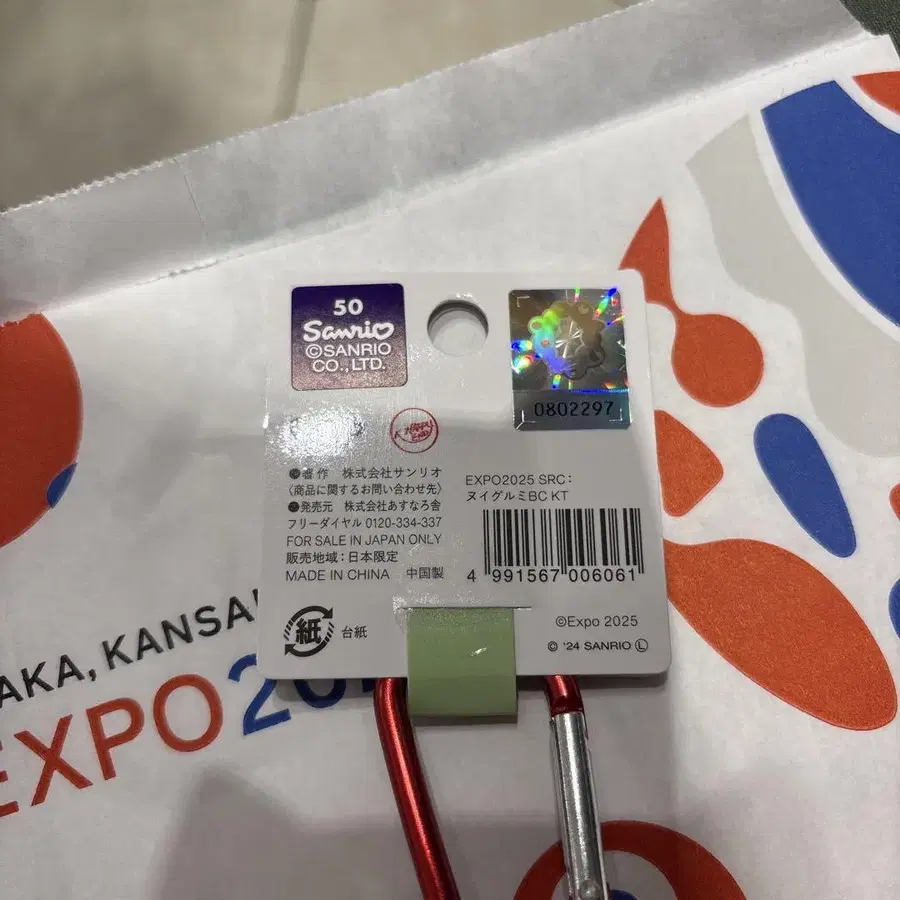 50
Sanrio
©SANRIO
CO.,LTD.
0802297
●著作 株式会社サンリオ
〈商品に関するお問い合わせ先〉
●発売元 株式会社あすなろ舎
フリーダイヤル 0120-334-337
FOR SALE IN JAPAN ONLY
販売地域:日本限定
MADE IN CHINA 中国製
EXPO2025 SRC:
ヌイグルミBC KT
4 991567 006061
紙 台紙
©Expo 2025
© '24 SANRIO Ⓛ
AKA, KANSA
EXPO20